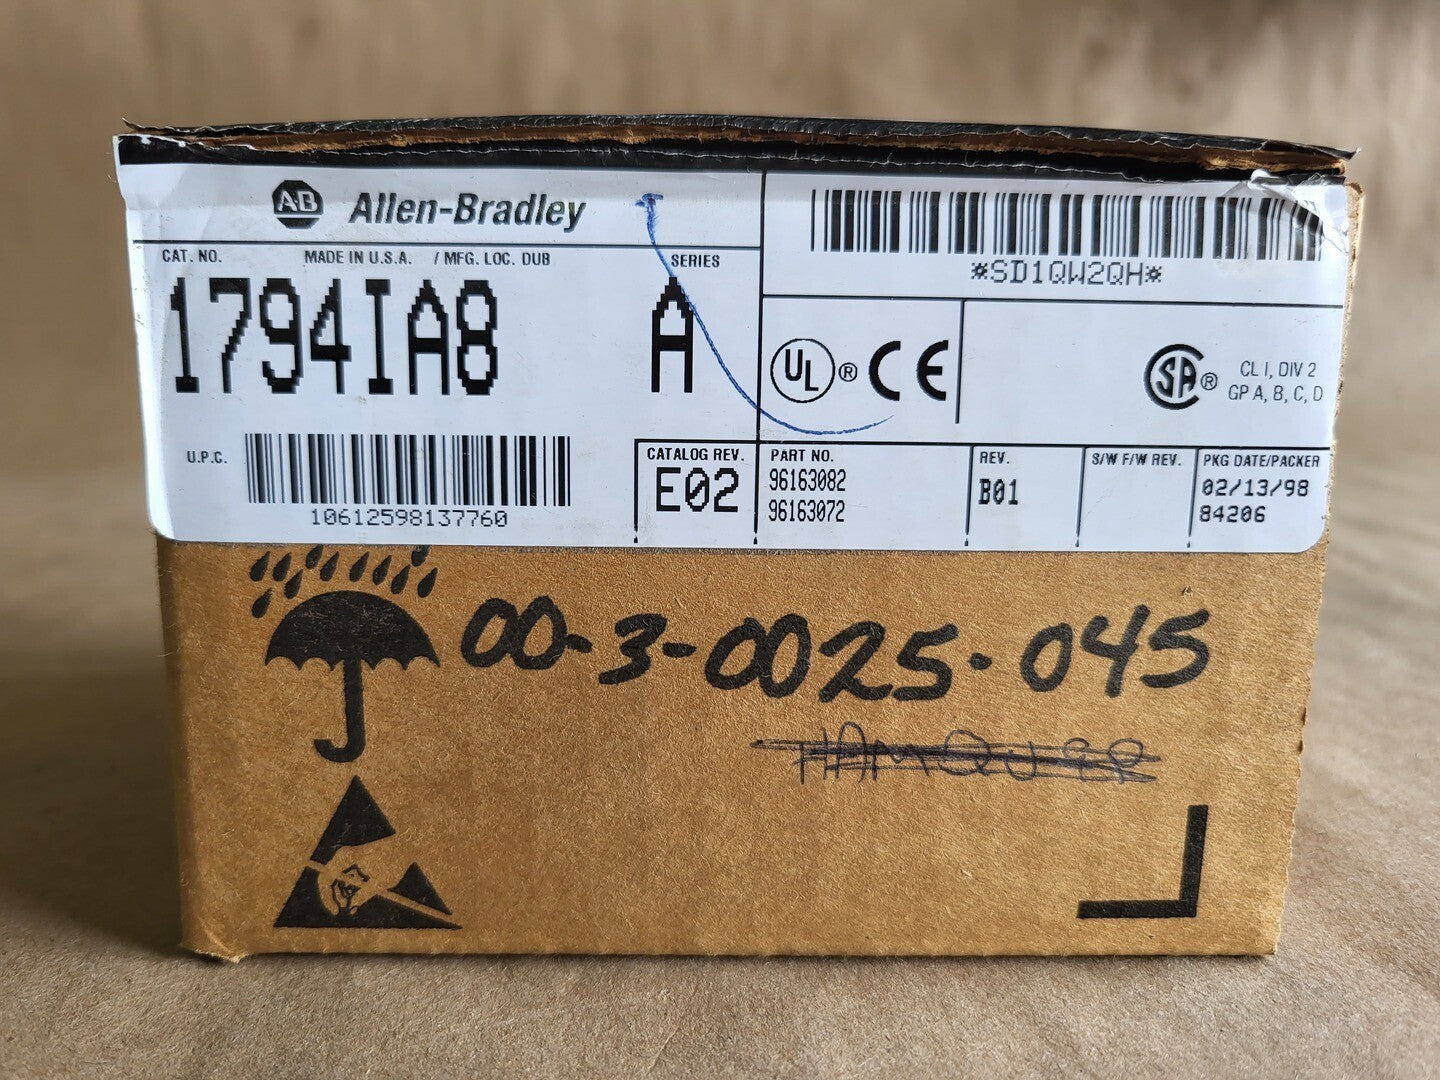 AB Allen-Bradley
*SD1QW2QH*
CAT. NO. MADE IN U.S.A. / MFG. LOC. DUB SERIES
1794IA8 A
UL® CE
SA® CL I, DIV 2
GP A, B, C, D
U.P.C.
10612598137760
CATALOG REV.
E02
PART NO.
96163082
96163072
REV.
B01
S/W F/W REV.
PKG DATE/PACKER
02/13/98
84206
00-3-0025-045